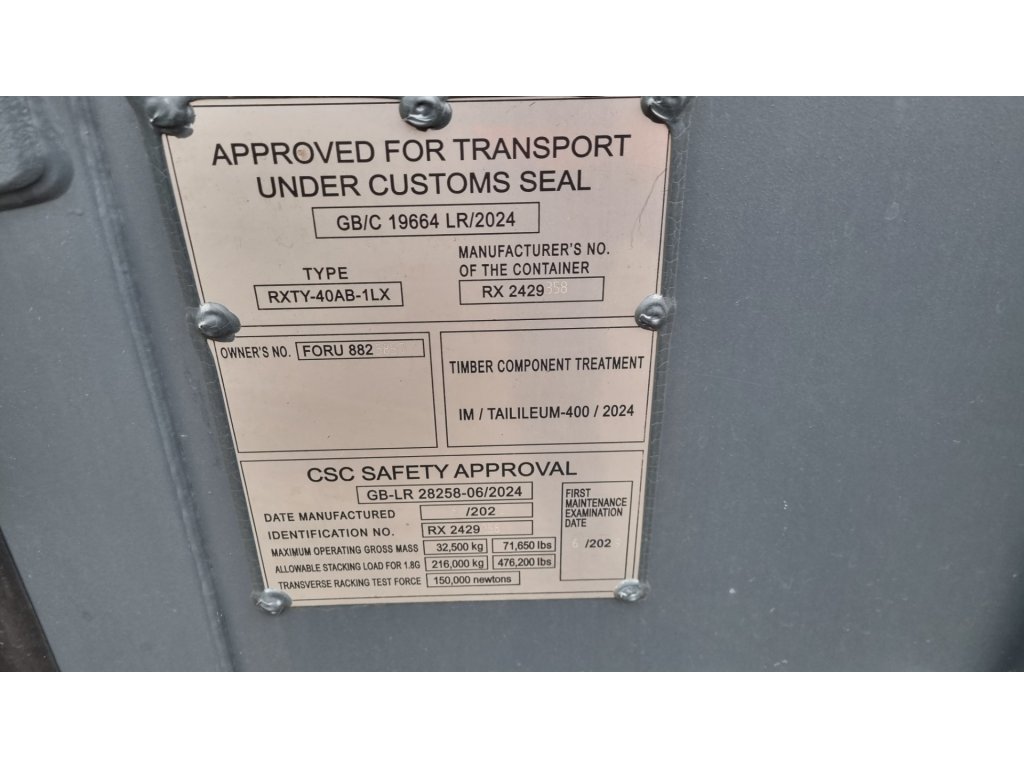 APPROVED FOR TRANSPORT
UNDER CUSTOMS SEAL
GB/C 19664 LR/2024
TYPE
RXTY-40AB-1LX
MANUFACTURER'S NO.
OF THE CONTAINER
RX 2429358
OWNER'S NO. FORU 882
TIMBER COMPONENT TREATMENT
IM / TAILILEUM-400 / 2024
CSC SAFETY APPROVAL
GB-LR 28258-06/2024
DATE MANUFACTURED /202
IDENTIFICATION NO. RX 2429
MAXIMUM OPERATING GROSS MASS 32,500 kg 71,650 lbs
ALLOWABLE STACKING LOAD FOR 1.8G 216,000 kg 476,200 lbs
TRANSVERSE RACKING TEST FORCE 150,000 newtons
FIRST
MAINTENANCE
EXAMINATION
DATE
/202